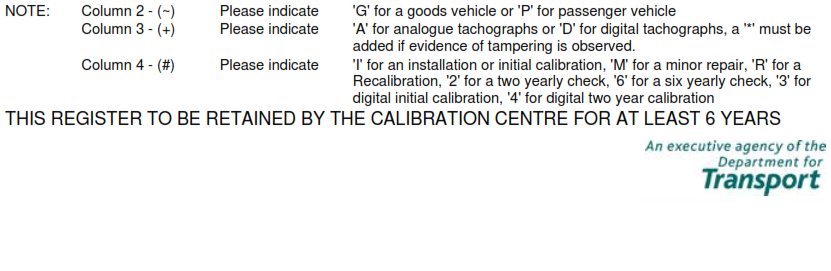 NOTE: Column 2 - (~) Please indicate 'G' for a goods vehicle or 'P' for passenger vehicle
Column 3 - (+) Please indicate 'A' for analogue tachographs or 'D' for digital tachographs, a '*' must be
added if evidence of tampering is observed.
Column 4 - (#) Please indicate 'I' for an installation or initial calibration, 'M' for a minor repair, 'R' for a
Recalibration, '2' for a two yearly check, '6' for a six yearly check, '3' for
digital initial calibration, '4' for digital two year calibration
THIS REGISTER TO BE RETAINED BY THE CALIBRATION CENTRE FOR AT LEAST 6 YEARS
An executive agency of the
Department for
Transport